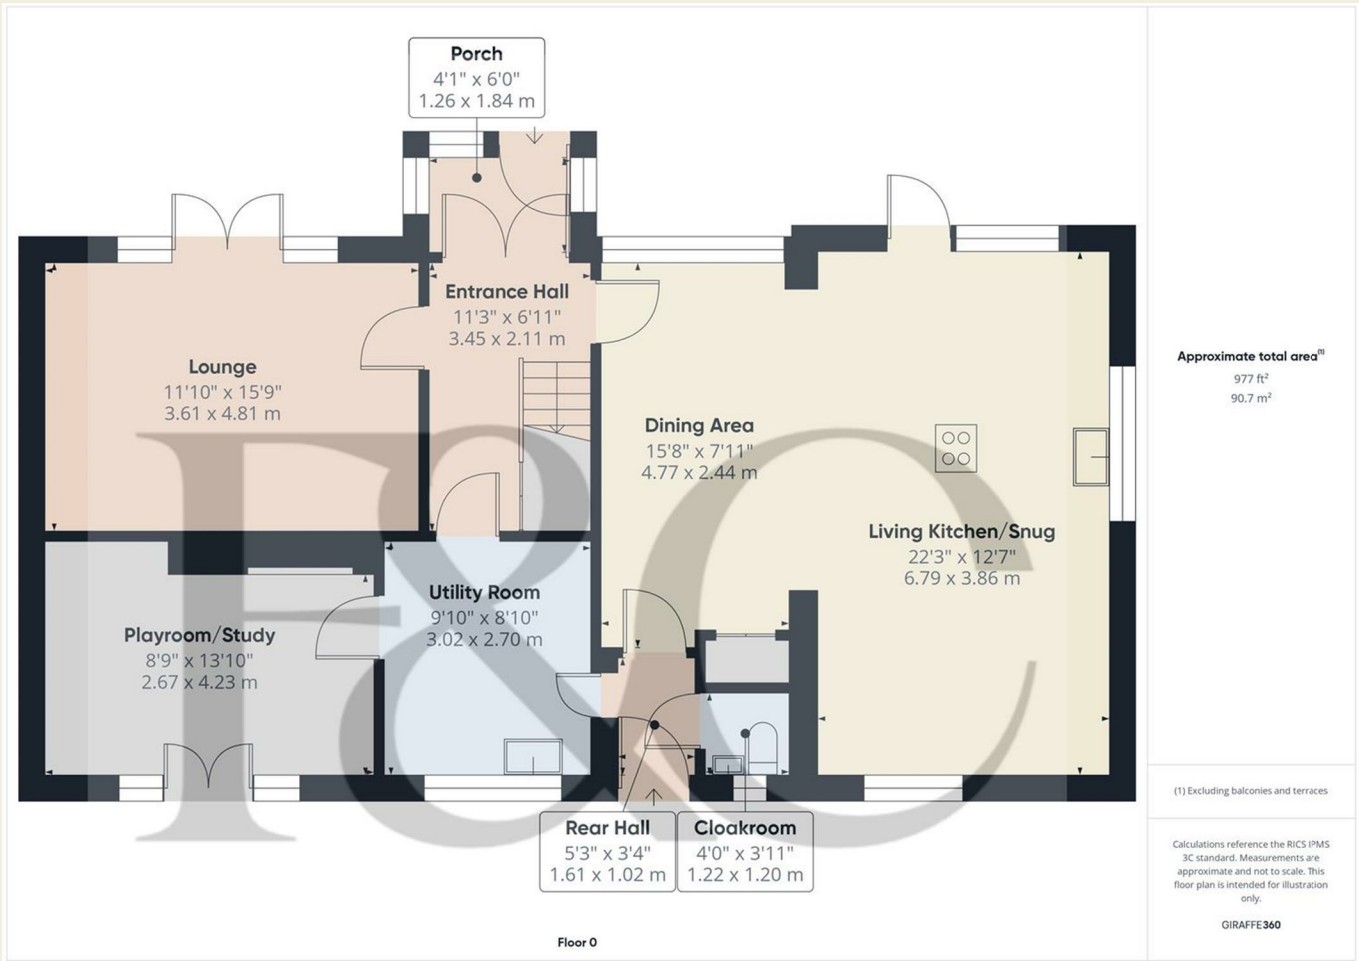 Porch
4'1" x 6'0"
1.26 x 1.84 m
Entrance Hall
11'3" x 6'11"
3.45 x 2.11 m
Lounge
11'10" x 15'9"
3.61 x 4.81 m
Dining Area
15'8" x 7'11"
4.77 x 2.44 m
Living Kitchen/Snug
22'3" x 12'7"
6.79 x 3.86 m
Utility Room
9'10" x 8'10"
3.02 x 2.70 m
Playroom/Study
8'9" x 13'10"
2.67 x 4.23 m
F&C
Rear Hall
5'3" x 3'4"
1.61 x 1.02 m
Cloakroom
4'0" x 3'11"
1.22 x 1.20 m
Floor 0
Approximate total area(1)
977 ft²
90.7 m²
(1) Excluding balconies and terraces
Calculations reference the RICS IPMS
3C standard. Measurements are
approximate and not to scale. This
floor plan is intended for illustration
only.
GIRAFFE360